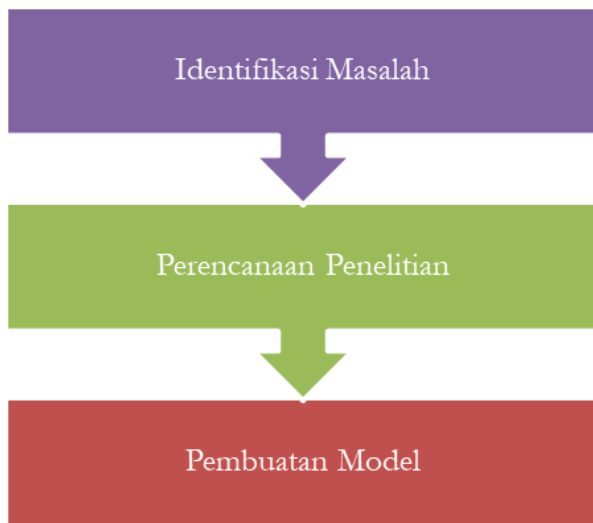 Identifikasi Masalah
Perencanaan Penelitian
Pembuatan Model